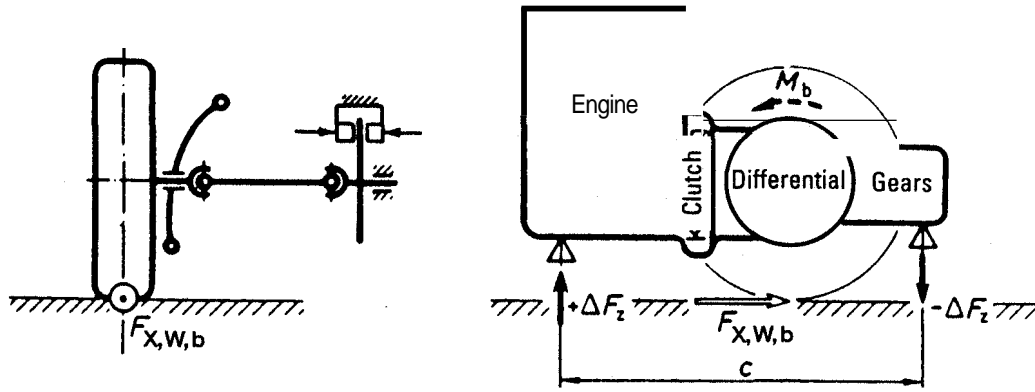 F_X,W,b
Engine
Clutch
M_b
Differential
Gears
+ΔF_z
F_X,W,b
-ΔF_z
c